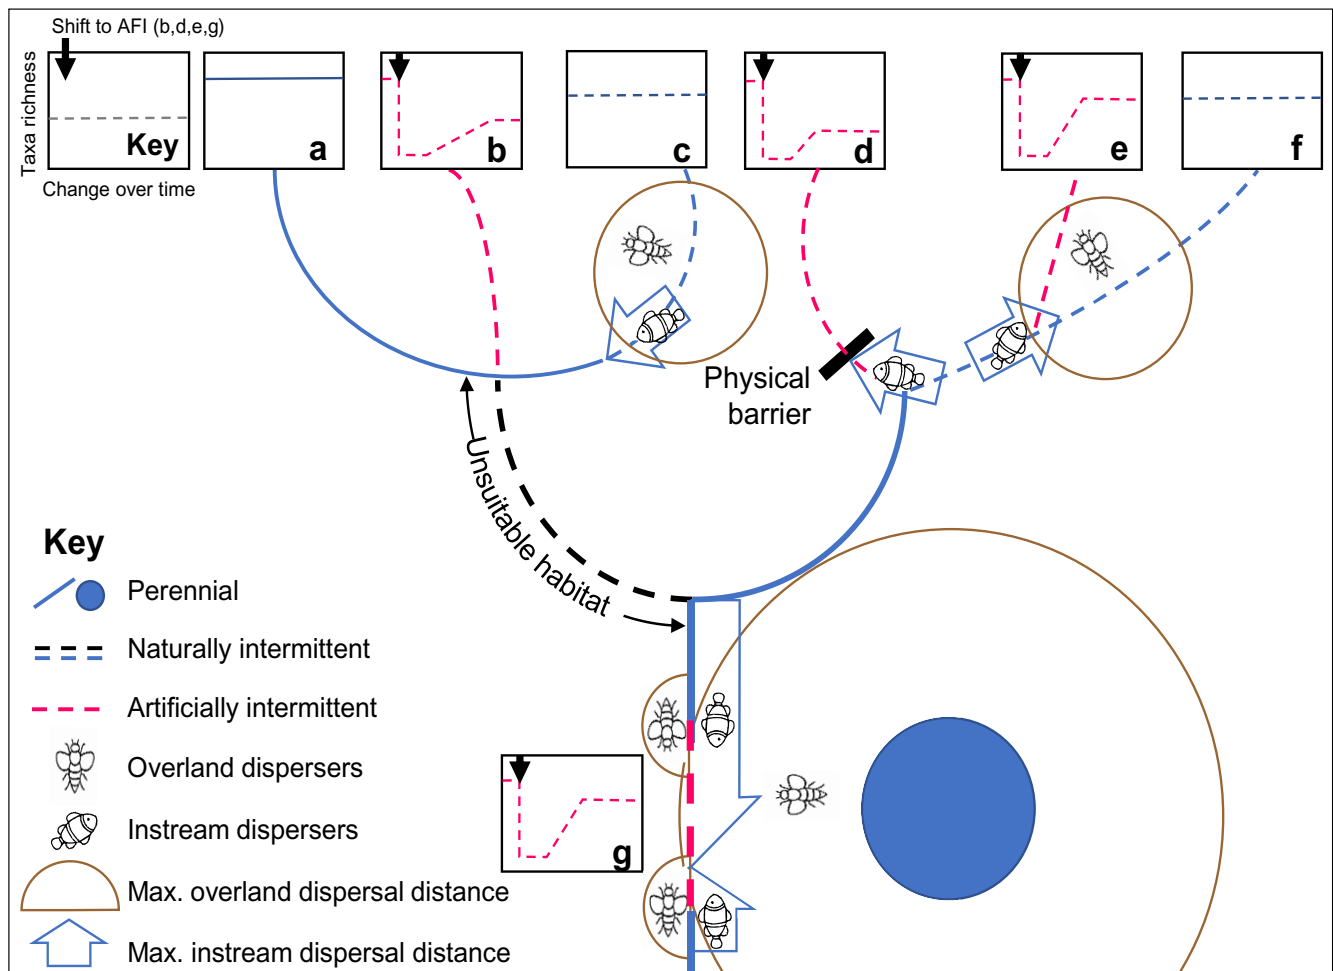 Shift to AFI (b,d,e,g)
Taxa richness
Key
a
b
c
d
e
f
Change over time
Physical
barrier
Unsuitable habitat
Key
Perennial
Naturally intermittent
Artificially intermittent
Overland dispersers
Instream dispersers
Max. overland dispersal distance
Max. instream dispersal distance
g